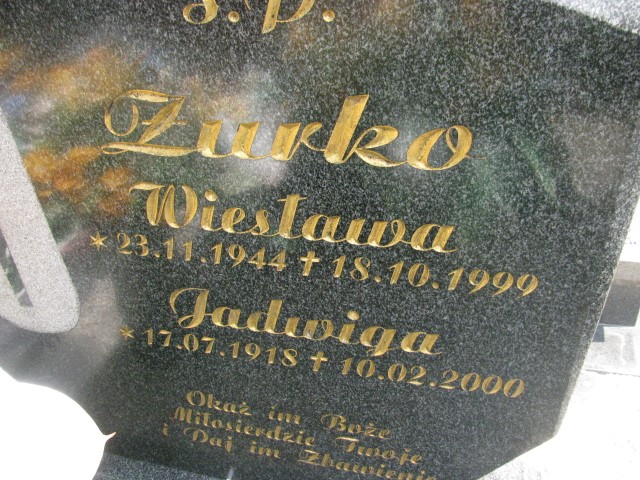 Ś.P.
Zurko
Wiesława
* 23.11.1944 † 18.10.1999
Jadwiga
* 17.07.1918 † 10.02.2000
Okaż im Boże
Miłosierdzie Twoje
i Daj im Zbawienie